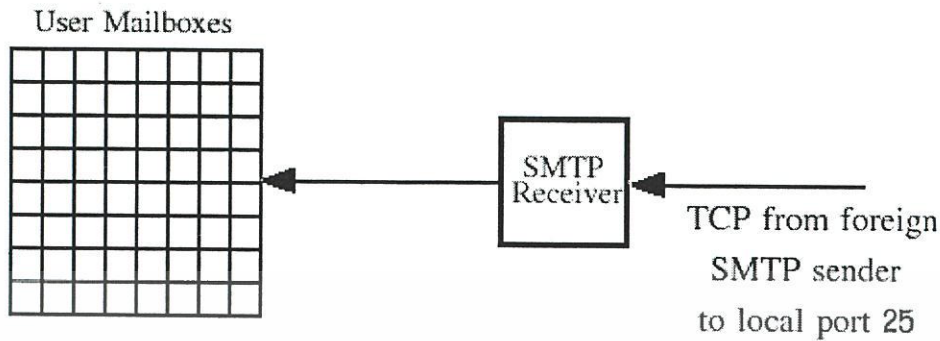 User Mailboxes
SMTP
Receiver
TCP from foreign
SMTP sender
to local port 25